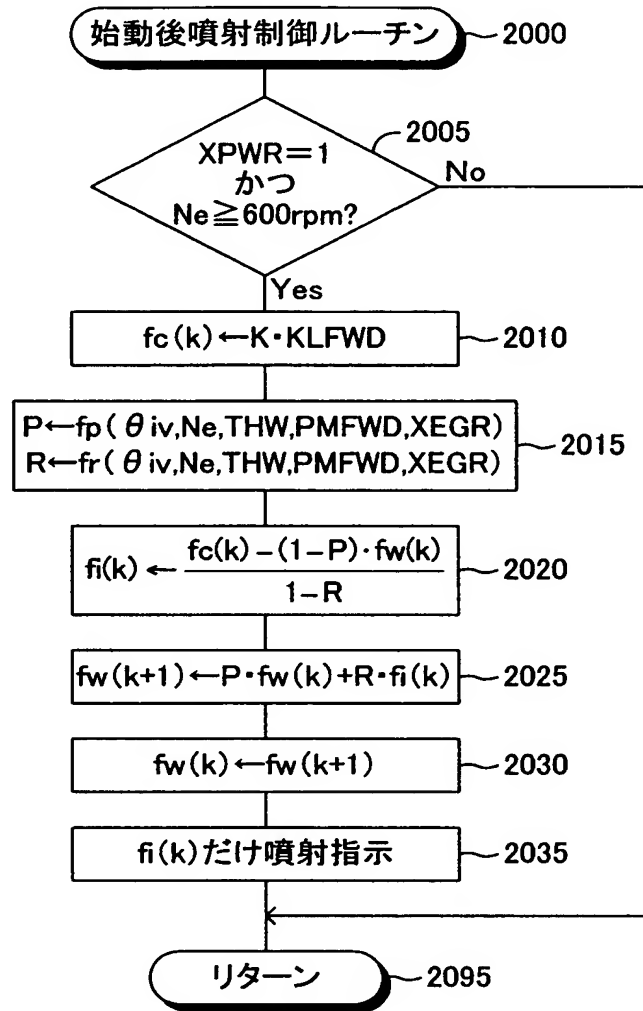 始動後噴射制御ルーチン 2000
2005
XPWR=1
かつ
Ne≧600rpm?
No
Yes
fc(k)←K・KLFWD 2010
P←fp(θiv,Ne,THW,PMFWD,XEGR)
R←fr(θiv,Ne,THW,PMFWD,XEGR)
2015
fi(k)← fc(k)-(1-P)・fw(k)
1-R
2020
fw(k+1)←P・fw(k)+R・fi(k) 2025
fw(k)←fw(k+1) 2030
fi(k)だけ噴射指示 2035
リターン 2095